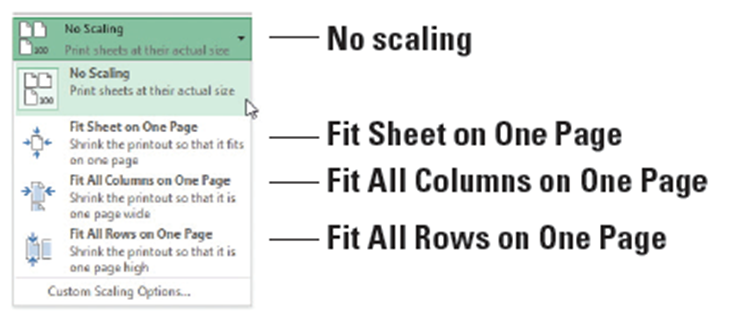 No Scaling
Print sheets at their actual size
No Scaling
Print sheets at their actual size
Fit Sheet on One Page
Shrink the printout so that it fits
on one page
Fit All Columns on One Page
Shrink the printout so that it is
one page wide
Fit All Rows on One Page
Shrink the printout so that it is
one page high
Custom Scaling Options...
100
100
No scaling
Fit Sheet on One Page
Fit All Columns on One Page
Fit All Rows on One Page